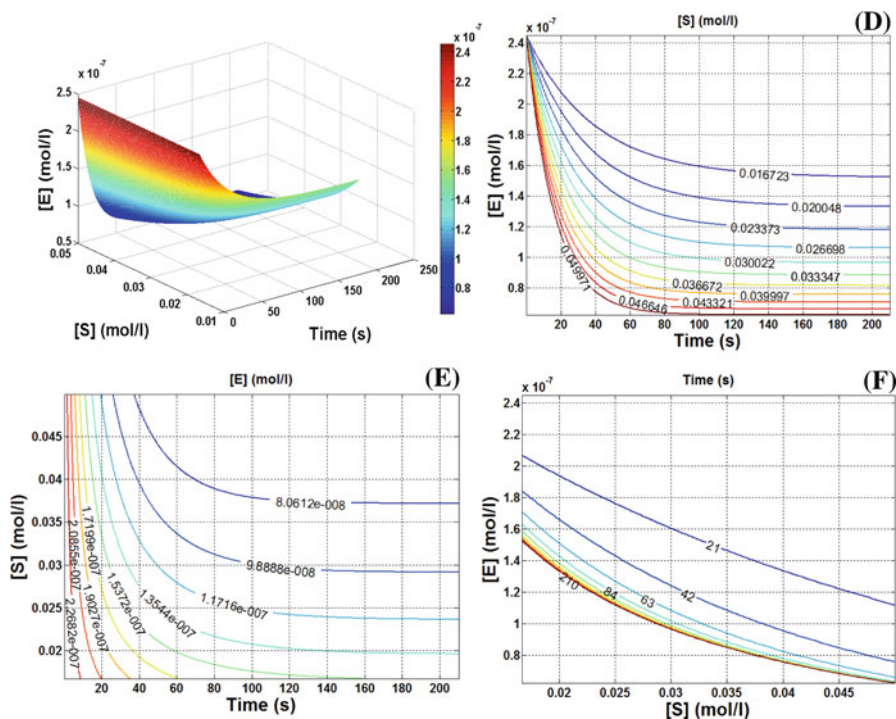 x 10^-7
2.5
2
1.5
1
0.5
[E] (mol/l)
0.05
0.04
0.03
0.02
0.01
[S] (mol/l)
0
50
100
150
200
250
Time (s)
x 10^-7
2.4
2.2
2
1.8
1.6
1.4
1.2
1
0.8
[S] (mol/l)
(D)
x 10^-7
2.4
2.2
2
1.8
1.6
1.4
1.2
1
0.8
[E] (mol/l)
0.016723
0.020048
0.023373
0.026698
0.030022
0.033347
0.036672
0.039997
0.043321
0.046646
0.049971
20 40 60 80 100 120 140 160 180 200
Time (s)
[E] (mol/l)
(E)
0.045
0.04
0.035
0.03
0.025
0.02
[S] (mol/l)
8.0612e-008
9.8888e-008
1.1716e-007
1.3544e-007
1.5372e-007
1.7199e-007
1.9027e-007
2.0855e-007
2.2682e-007
20 40 60 80 100 120 140 160 180 200
Time (s)
Time (s)
(F)
x 10^-7
2.4
2.2
2
1.8
1.6
1.4
1.2
1
0.8
[E] (mol/l)
21
42
63
84
210
0.02 0.025 0.03 0.035 0.04 0.045
[S] (mol/l)